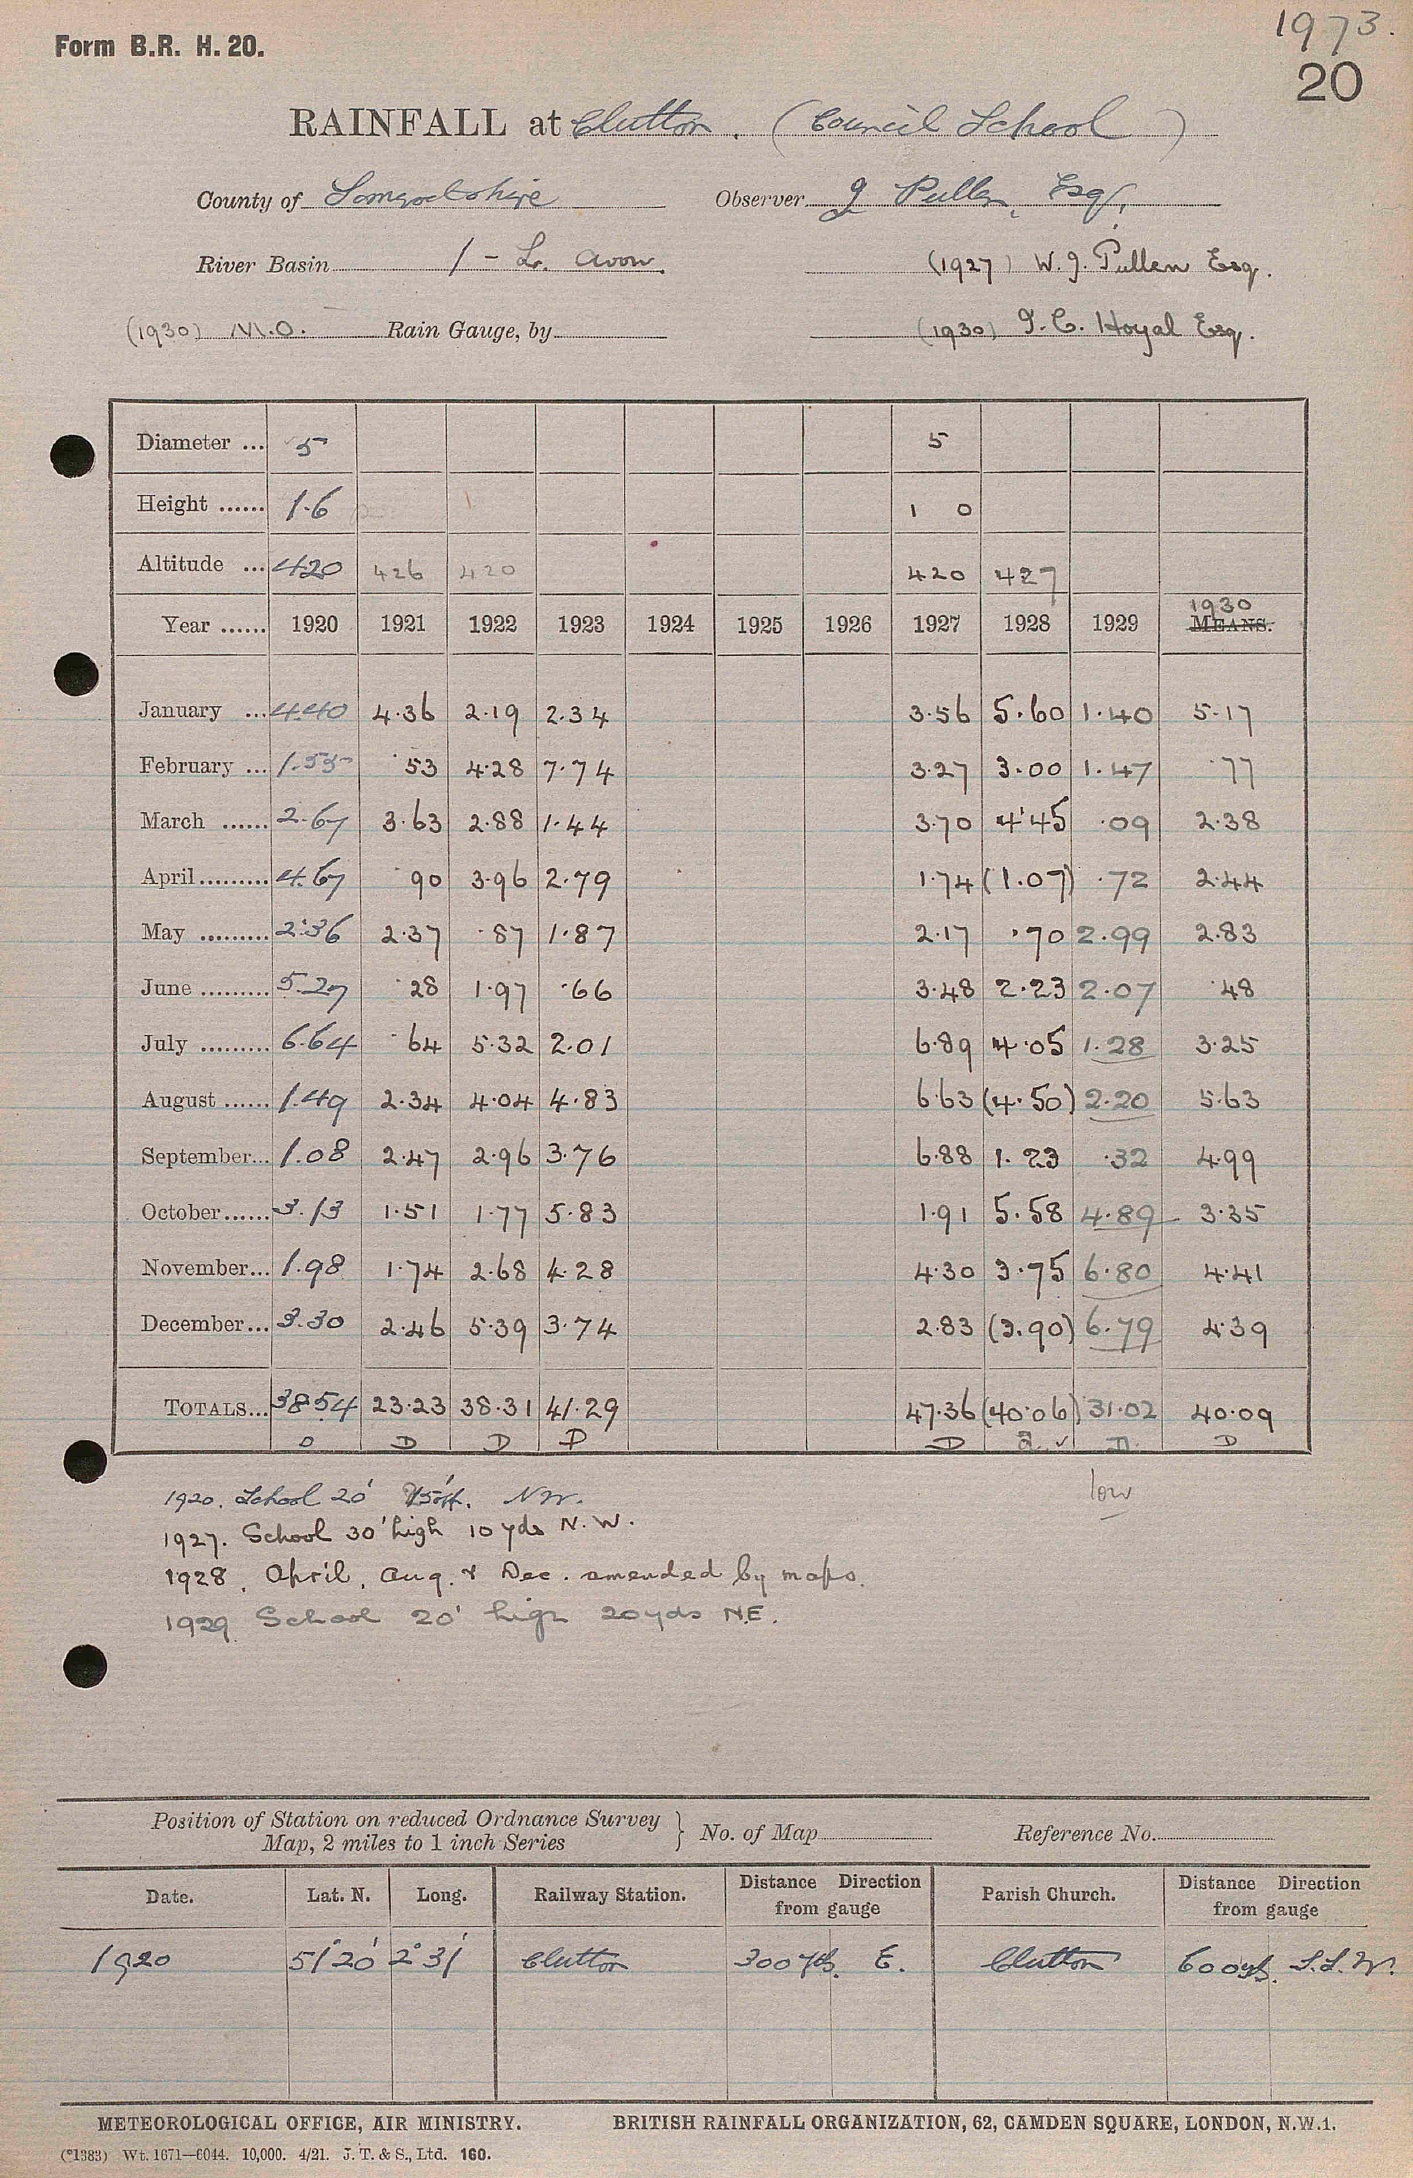 1973.
Form B.R. H. 20.
20
RAINFALL at Clutton. (Council School)
County of Somersetshire Observer J Pullen, Esq,
River Basin 1 - Lr. Avon. (1927) W. J. Pullen Esq.
(1930) M.O. Rain Gauge, by (1930) I. C. Hoyal Esq.
Diameter ... 5 5
Height ...... 1.6 1 0
Altitude ... 420 426 420 420 427
1930
Year ...... 1920 1921 1922 1923 1924 1925 1926 1927 1928 1929 MEANS.
January ... 4.40 4.36 2.19 2.34 3.56 5.60 1.40 5.17
February ... 1.55 .53 4.28 7.74 3.27 3.00 1.47 .77
March ...... 2.67 3.63 2.88 1.44 3.70 4.45 .09 2.38
April ......... 4.67 .90 3.96 2.79 1.74 (1.07) .72 2.44
May ......... 2.36 2.37 .87 1.87 2.17 .70 2.99 2.83
June ......... 5.27 .28 1.97 .66 3.48 2.23 2.07 .48
July ......... 6.64 .64 5.32 2.01 6.89 4.05 1.28 3.25
August ...... 1.49 2.34 4.04 4.83 6.63 (4.50) 2.20 5.63
September... 1.08 2.47 2.96 3.76 6.88 1.23 .32 4.99
October ...... 3.13 1.51 1.77 5.83 1.91 5.58 4.89 3.35
November... 1.98 1.74 2.68 4.28 4.30 3.75 6.80 4.41
December... 3.30 2.46 5.39 3.74 2.83 (3.90) 6.79 4.39
TOTALS... 38.54 23.23 38.31 41.29 47.36 (40.06) 31.02 40.09
D D D D D a. ✓ D. D
low
1920. School 20' 75' off. NW.
1927. School 30' high 10 yds N.W.
1928. April, Aug. & Dec. amended by maps.
1929. School 20' high 20 yds N.E.
Position of Station on reduced Ordnance Survey
Map, 2 miles to 1 inch Series } No. of Map Reference No.
Date. Lat. N. Long. Railway Station. Distance Direction from gauge Parish Church. Distance Direction from gauge
1920 51° 20' 2° 31' Clutton 300 yds. E. Clutton 600 yds. S.S.W.
METEOROLOGICAL OFFICE, AIR MINISTRY. BRITISH RAINFALL ORGANIZATION, 62, CAMDEN SQUARE, LONDON, N.W.1.
(*1383) Wt. 1671—6044. 10,000. 4/21. J. T. & S., Ltd. 160.